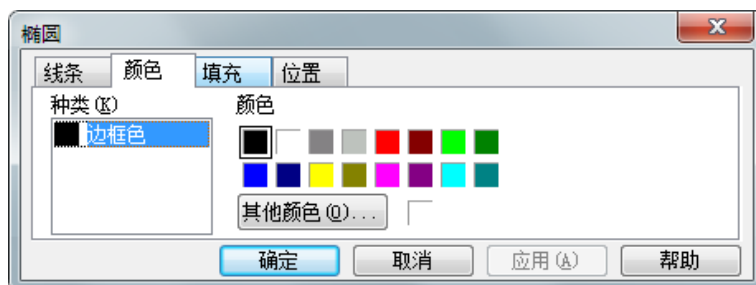 椭圆
线条 颜色 填充 位置
种类(K) 颜色
边框色
其他颜色(O)...
确定 取消 应用(A) 帮助